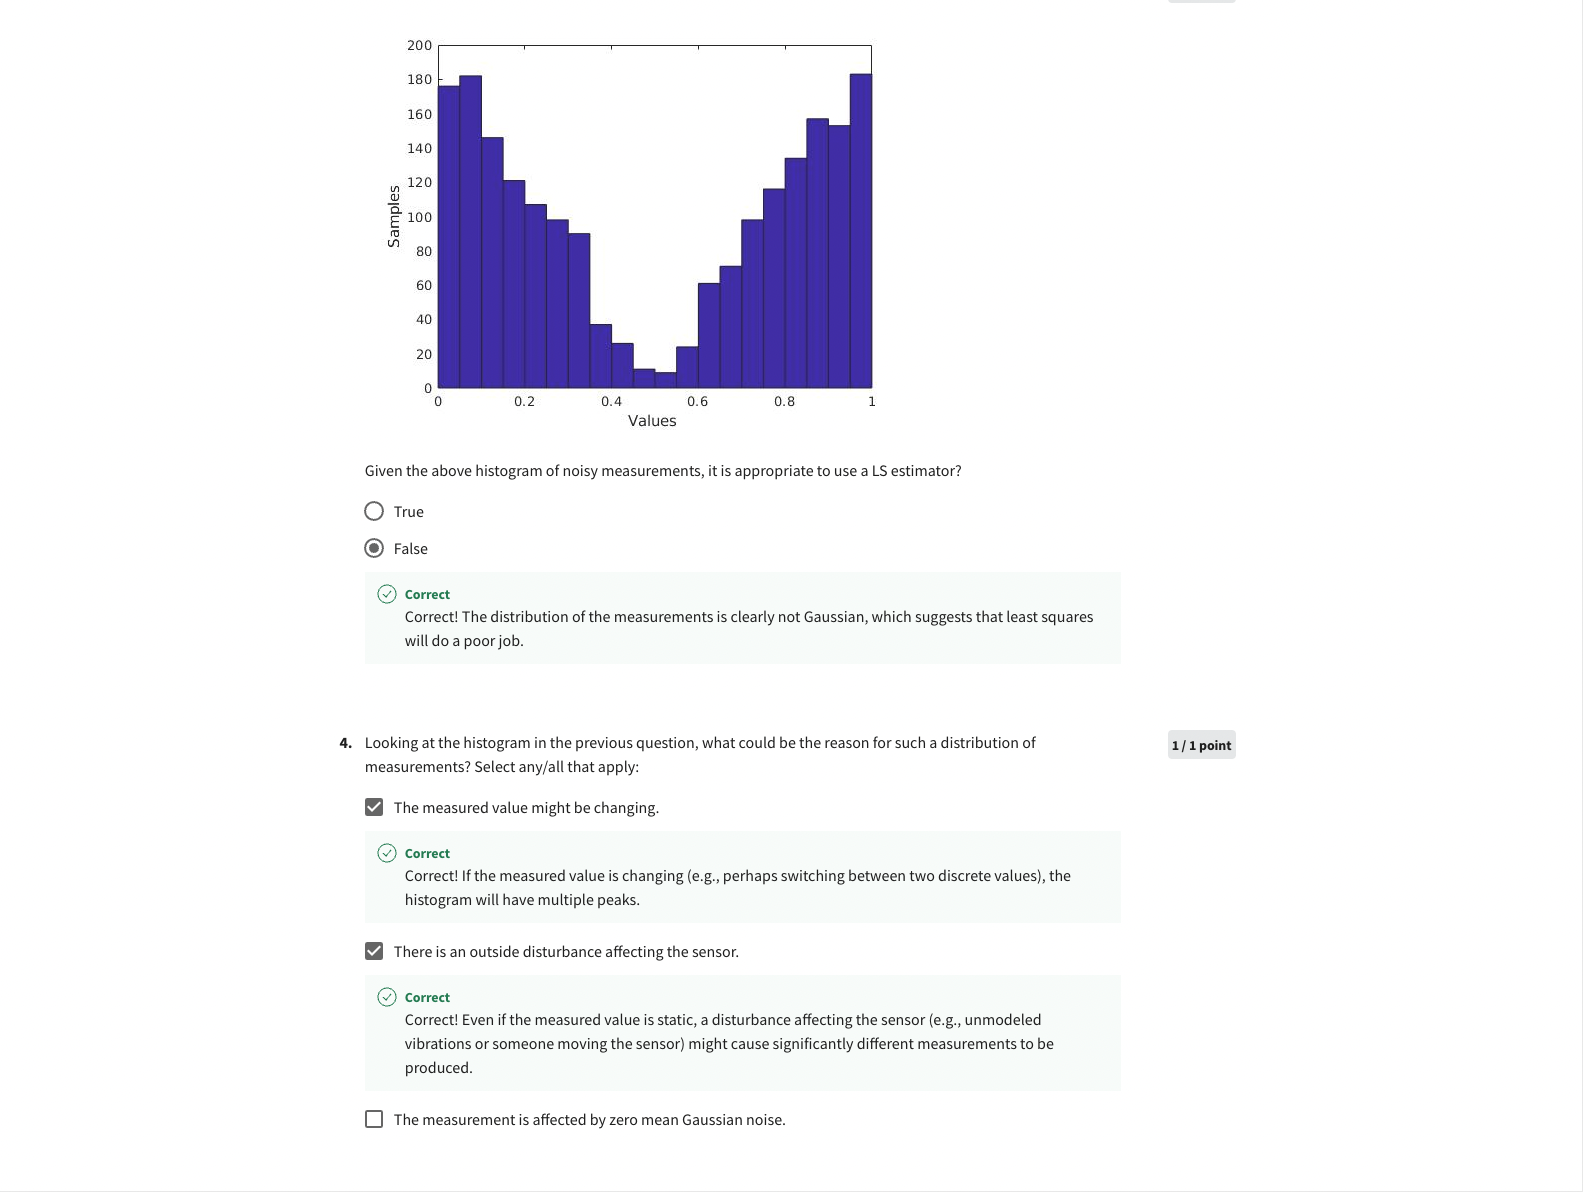 200
180
160
140
120
100
80
60
40
20
0
Samples
0 0.2 0.4 0.6 0.8 1
Values
Given the above histogram of noisy measurements, it is appropriate to use a LS estimator?
True
False
Correct
Correct! The distribution of the measurements is clearly not Gaussian, which suggests that least squares
will do a poor job.
4. Looking at the histogram in the previous question, what could be the reason for such a distribution of
measurements? Select any/all that apply:
1 / 1 point
The measured value might be changing.
Correct
Correct! If the measured value is changing (e.g., perhaps switching between two discrete values), the
histogram will have multiple peaks.
There is an outside disturbance affecting the sensor.
Correct
Correct! Even if the measured value is static, a disturbance affecting the sensor (e.g., unmodeled
vibrations or someone moving the sensor) might cause significantly different measurements to be
produced.
The measurement is affected by zero mean Gaussian noise.